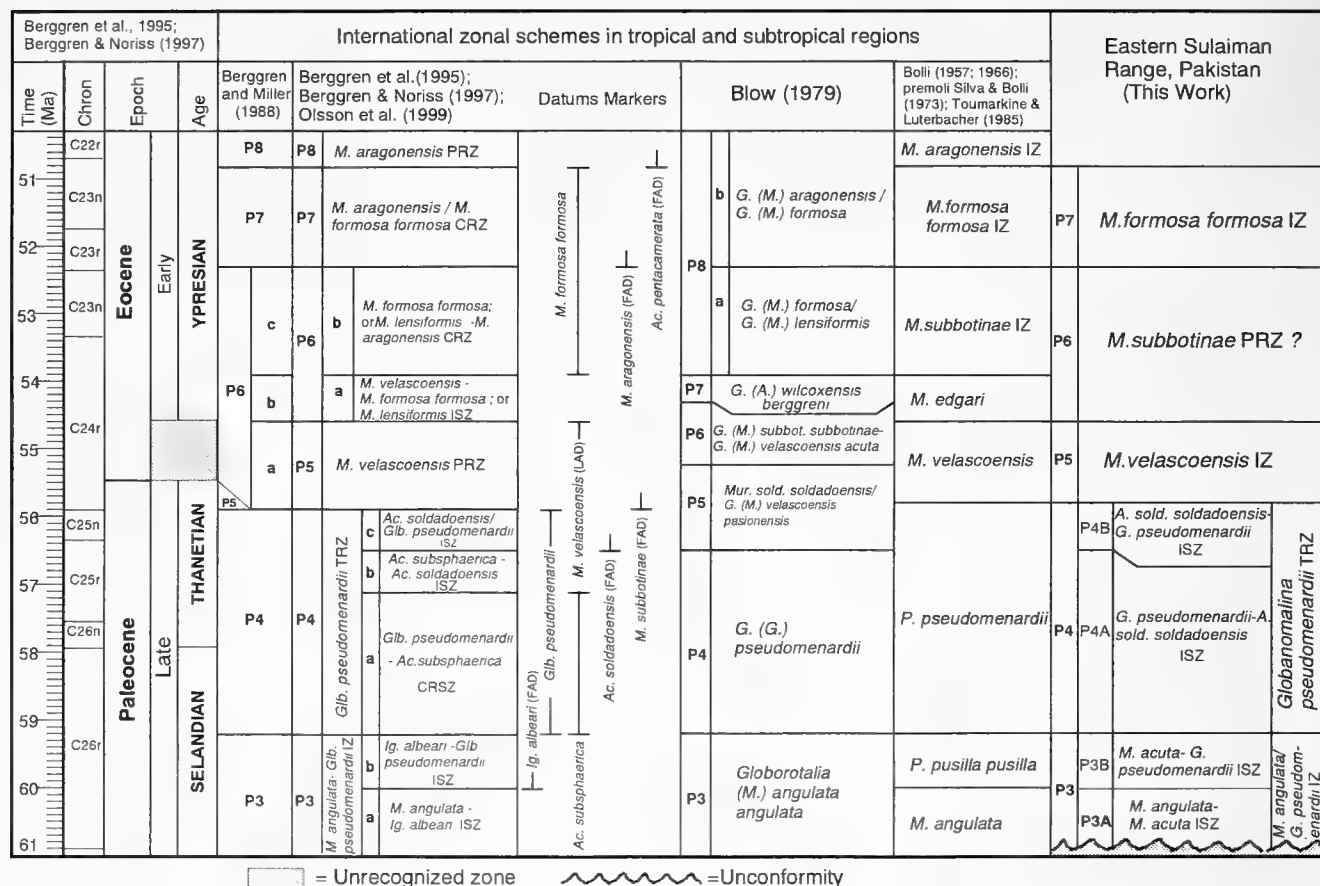 Berggren et al., 1995;
Berggren & Noriss (1997)
International zonal schemes in tropical and subtropical regions
Eastern Sulaiman
Range, Pakistan
(This Work)
Time
(Ma)
Chron
Epoch
Age
Berggren
and Miller
(1988)
Berggren et al.(1995);
Berggren & Noriss (1997);
Olsson et al. (1999)
Datums Markers
Blow (1979)
Bolli (1957; 1966);
premoli Silva & Bolli
(1973); Toumarkine &
Luterbacher (1985)
51
52
53
54
55
56
57
58
59
60
61
C22r
C23n
C23r
C23n
C24r
C25n
C25r
C26n
C26r
Eocene
Paleocene
Early
Late
YPRESIAN
THANETIAN
SELANDIAN
P8
P7
P6
c
b
a
P5
P4
P3
P8
M. aragonensis PRZ
P7
M. aragonensis / M.
formosa formosa CRZ
P6
b
M. formosa formosa;
or M. lensiformis -M.
aragonensis CRZ
a
M. velascoensis -
M. formosa formosa ; or
M. lensiformis ISZ
P5
M. velascoensis PRZ
P4
Glb. pseudomenardii TRZ
c
Ac. soldadoensis/
Glb. pseudomenardii
ISZ
b
Ac. subsphaerica -
Ac. soldadoensis
ISZ
a
Glb. pseudomenardii
- Ac.subsphaerica
CRSZ
P3
M angulata- Glb.
pseudomenardii IZ
b
Ig. albeari -Glb
pseudomenardii
ISZ
a
M. angulata -
Ig. albeari ISZ
Ig. albeari (FAD)
Glb. pseudomenardii
M. formosa formosa
M. velascoensis (LAD)
Ac. subsphaerica
Ac. soldadoensis (FAD)
M. aragonensis (FAD)
M. subbotinae (FAD)
Ac. pentacamerata (FAD)
P8
b
G. (M.) aragonensis /
G. (M.) formosa
a
G. (M.) formosa/
G. (M.) lensiformis
P7
G. (A.) wilcoxensis
berggreni
P6
G. (M.) subbot. subbotinae-
G. (M.) velascoensis acuta
P5
Mur. sold. soldadoensis/
G. (M.) velascoensis
pasionensis
P4
G. (G.)
pseudomenardii
P3
Globorotalia
(M.) angulata
angulata
M. aragonensis IZ
M.formosa
formosa IZ
M.subbotinae IZ
M. edgari
M. velascoensis
P. pseudomenardii
P. pusilla pusilla
M. angulata
P7
M.formosa formosa IZ
P6
M.subbotinae PRZ ?
P5
M.velascoensis IZ
P4
P4B
A. sold. soldadoensis-
G. pseudomenardii
ISZ
P4A
G. pseudomenardii-A.
sold. soldadoensis
ISZ
Globanomalina
pseudomenardii TRZ
P3
P3B
M. acuta- G.
pseudomenardii ISZ
P3A
M. angulata-
M. acuta ISZ
M. angulata/
G. pseudom-
enardii IZ
= Unrecognized zone
=Unconformity